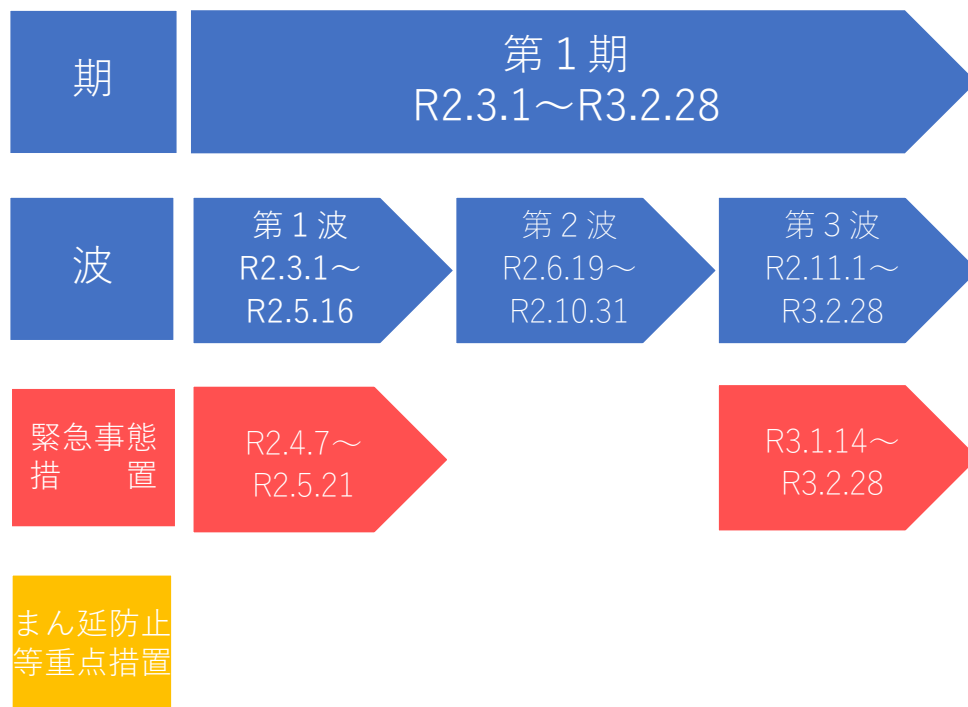 期
第１期
R2.3.1～R3.2.28
波
第１波
R2.3.1～
R2.5.16
第２波
R2.6.19～
R2.10.31
第３波
R2.11.1～
R3.2.28
緊急事態
措　　置
R2.4.7～
R2.5.21
R3.1.14～
R3.2.28
まん延防止
等重点措置